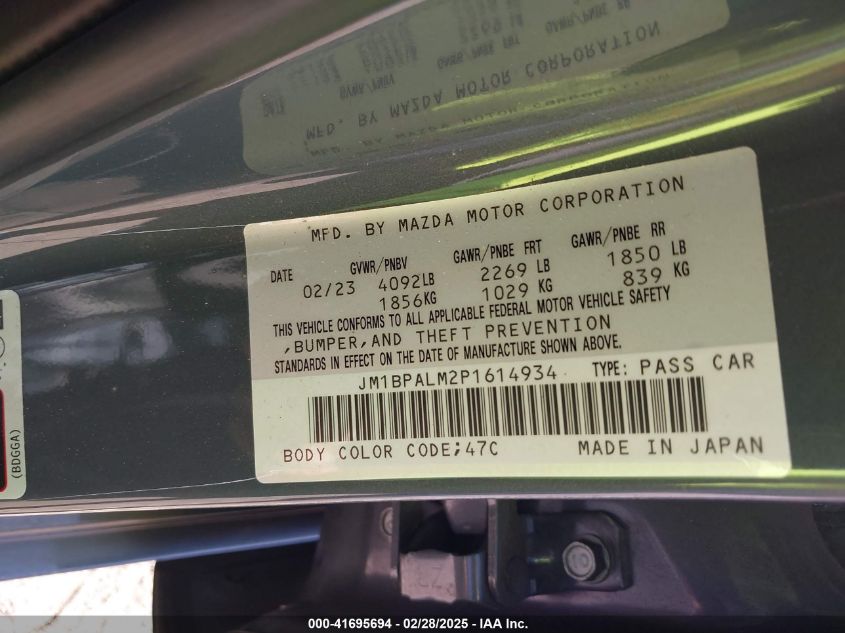 MFD. BY MAZDA MOTOR CORPORATION
DATE GVWR/PNBV GAWR/PNBE FRT GAWR/PNBE RR
02/23 4092LB 2269 LB 1850 LB
1856KG 1029 KG 839 KG
THIS VEHICLE CONFORMS TO ALL APPLICABLE FEDERAL MOTOR VEHICLE SAFETY
,BUMPER,AND THEFT PREVENTION
STANDARDS IN EFFECT ON THE DATE OF MANUFACTURE SHOWN ABOVE.
JM1BPALM2P1614934 TYPE: PASS CAR
BODY COLOR CODE;47C MADE IN JAPAN
(BDGGA)
10
000-41695694 / 02/28/2025 - IAA Inc.